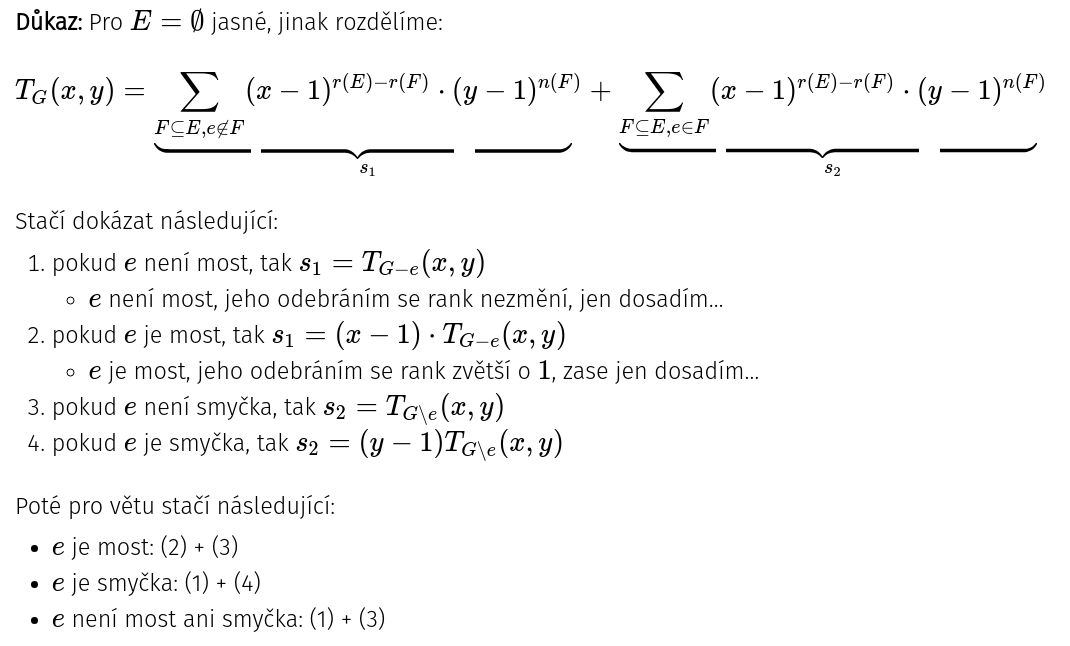 Důkaz: Pro $E = \emptyset$ jasné, jinak rozdělíme:
$T_G(x, y) = \underbrace{\sum_{F \subseteq E, e \notin F} (x - 1)^{r(E)-r(F)} \cdot (y - 1)^{n(F)}}_{s_1} + \underbrace{\sum_{F \subseteq E, e \in F} (x - 1)^{r(E)-r(F)} \cdot (y - 1)^{n(F)}}_{s_2}$
Stačí dokázat následující:
1. pokud $e$ není most, tak $s_1 = T_{G-e}(x, y)$
◦ $e$ není most, jeho odebráním se rank nezmění, jen dosadím...
2. pokud $e$ je most, tak $s_1 = (x - 1) \cdot T_{G-e}(x, y)$
◦ $e$ je most, jeho odebráním se rank zvětší o $1$, zase jen dosadím...
3. pokud $e$ není smyčka, tak $s_2 = T_{G \setminus e}(x, y)$
4. pokud $e$ je smyčka, tak $s_2 = (y - 1)T_{G \setminus e}(x, y)$
Poté pro větu stačí následující:
• $e$ je most: (2) + (3)
• $e$ je smyčka: (1) + (4)
• $e$ není most ani smyčka: (1) + (3)